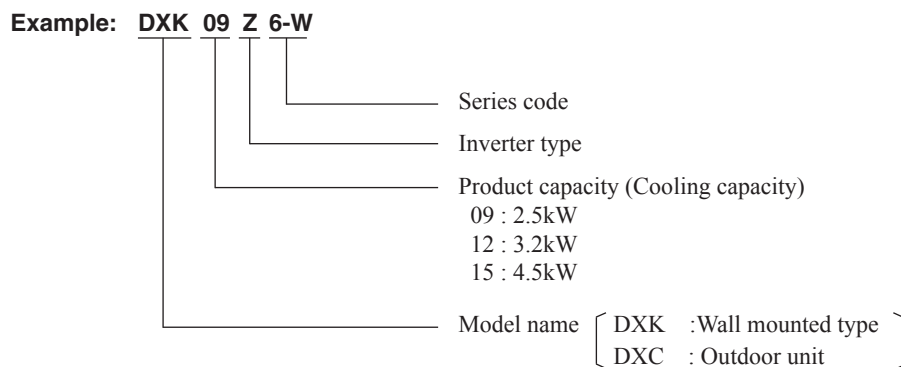 Example: DXK 09 Z 6-W
Series code
Inverter type
Product capacity (Cooling capacity)
09 : 2.5kW
12 : 3.2kW
15 : 4.5kW
Model name DXK :Wall mounted type
DXC : Outdoor unit